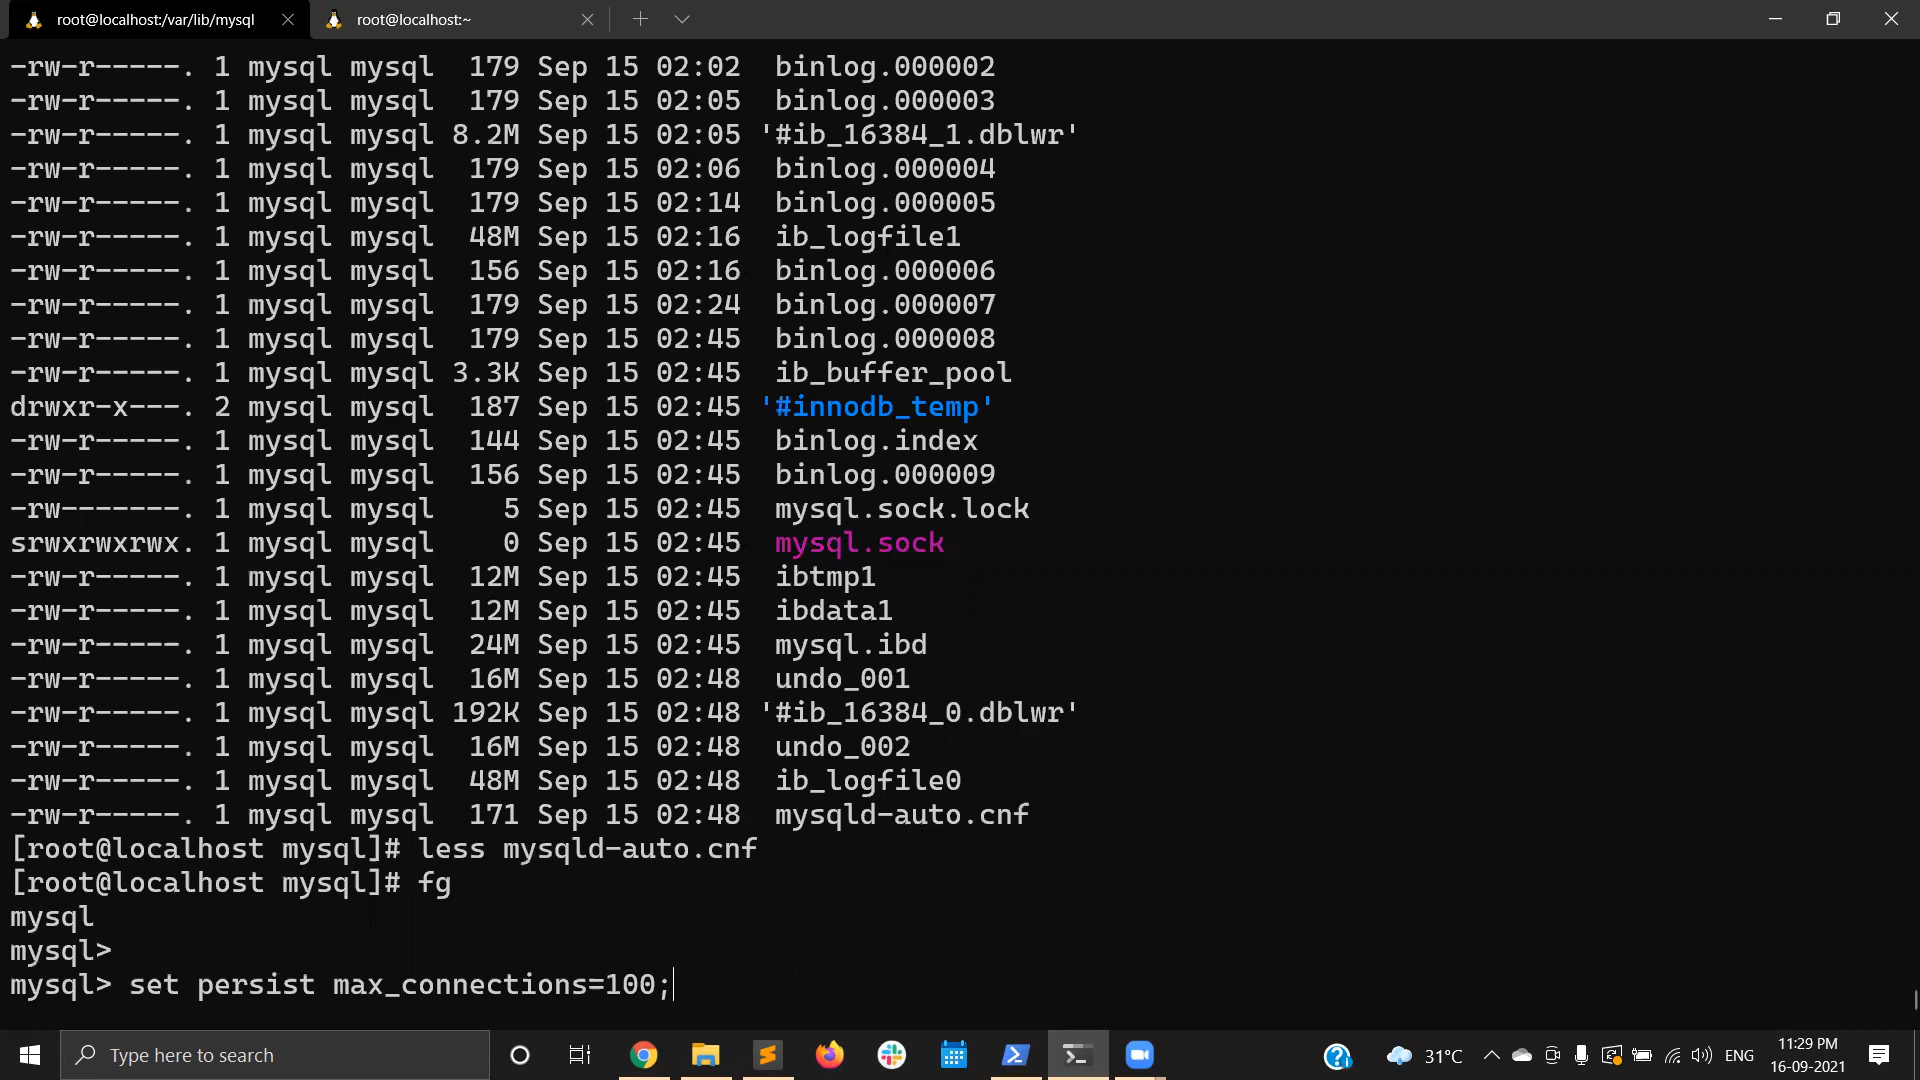 root@localhost:/var/lib/mysql
root@localhost:~
-rw-r-----. 1 mysql mysql  179 Sep 15 02:02  binlog.000002
-rw-r-----. 1 mysql mysql  179 Sep 15 02:05  binlog.000003
-rw-r-----. 1 mysql mysql 8.2M Sep 15 02:05 '#ib_16384_1.dblwr'
-rw-r-----. 1 mysql mysql  179 Sep 15 02:06  binlog.000004
-rw-r-----. 1 mysql mysql  179 Sep 15 02:14  binlog.000005
-rw-r-----. 1 mysql mysql  48M Sep 15 02:16  ib_logfile1
-rw-r-----. 1 mysql mysql  156 Sep 15 02:16  binlog.000006
-rw-r-----. 1 mysql mysql  179 Sep 15 02:24  binlog.000007
-rw-r-----. 1 mysql mysql  179 Sep 15 02:45  binlog.000008
-rw-r-----. 1 mysql mysql 3.3K Sep 15 02:45  ib_buffer_pool
drwxr-x---. 2 mysql mysql  187 Sep 15 02:45 '#innodb_temp'
-rw-r-----. 1 mysql mysql  144 Sep 15 02:45  binlog.index
-rw-r-----. 1 mysql mysql  156 Sep 15 02:45  binlog.000009
-rw-------. 1 mysql mysql    5 Sep 15 02:45  mysql.sock.lock
srwxrwxrwx. 1 mysql mysql    0 Sep 15 02:45  mysql.sock
-rw-r-----. 1 mysql mysql  12M Sep 15 02:45  ibtmp1
-rw-r-----. 1 mysql mysql  12M Sep 15 02:45  ibdata1
-rw-r-----. 1 mysql mysql  24M Sep 15 02:45  mysql.ibd
-rw-r-----. 1 mysql mysql  16M Sep 15 02:48  undo_001
-rw-r-----. 1 mysql mysql 192K Sep 15 02:48 '#ib_16384_0.dblwr'
-rw-r-----. 1 mysql mysql  16M Sep 15 02:48  undo_002
-rw-r-----. 1 mysql mysql  48M Sep 15 02:48  ib_logfile0
-rw-r-----. 1 mysql mysql  171 Sep 15 02:48  mysqld-auto.cnf
[root@localhost mysql]# less mysqld-auto.cnf
[root@localhost mysql]# fg
mysql
mysql>
mysql> set persist max_connections=100;
Type here to search
31°C
ENG
11:29 PM
16-09-2021